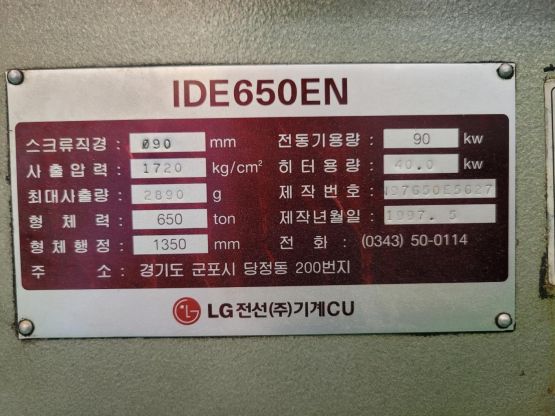 IDE650EN
스크류직경 : Ø90 mm 전동기용량 : 90 kw
사출압력 : 1720 kg/cm² 히터용량 : 40.0 kw
최대사출량 : 2890 g 제작번호 : N97650E5627
형체력 : 650 ton 제작년월일 : 1997. 5
형체행정 : 1350 mm 전화 : (0343) 50-0114
주소 : 경기도 군포시 당정동 200번지
LG 전선(주)기계CU